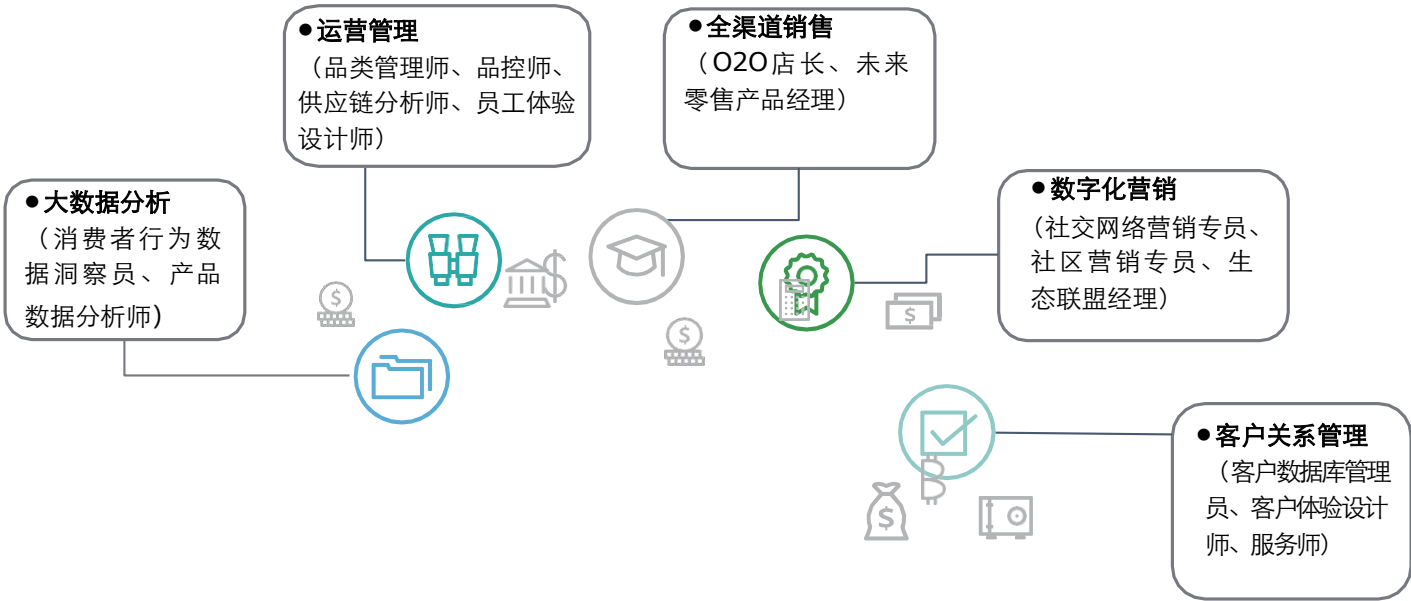 ●运营管理
（品类管理师、品控师、
供应链分析师、员工体验
设计师）
●全渠道销售
（O2O店长、未来
零售产品经理）
●大数据分析
（消费者行为数
据洞察员、产品
数据分析师)
●数字化营销
（社交网络营销专员、
社区营销专员、生
态联盟经理）
●客户关系管理
（客户数据库管理
员、客户体验设计
师、服务师）
$
$
$
$
$